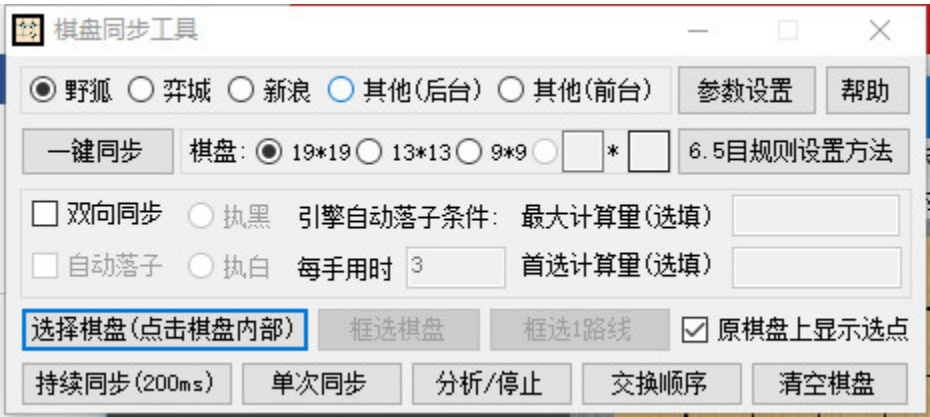 棋盘同步工具
野狐 弈城 新浪 其他(后台) 其他(前台) 参数设置 帮助
一键同步 棋盘: 19*19 13*13 9*9 * 6.5目规则设置方法
双向同步 执黑 引擎自动落子条件: 最大计算量(选填)
自动落子 执白 每手用时 3 首选计算量(选填)
选择棋盘(点击棋盘内部) 框选棋盘 框选1路线 原棋盘上显示选点
持续同步(200ms) 单次同步 分析/停止 交换顺序 清空棋盘